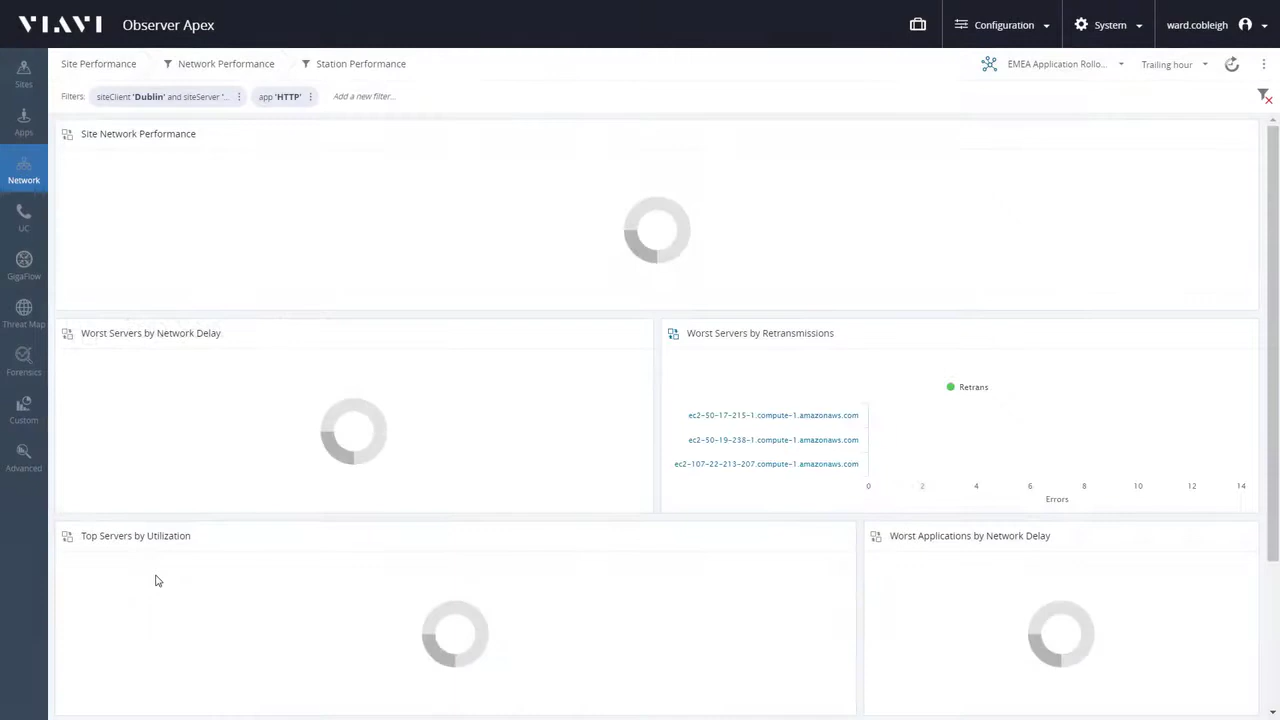 VIAVI Observer Apex Configuration System ward.cobleigh
Site Performance Network Performance Station Performance EMEA Application Rollo... Trailing hour
Filters: siteClient 'Dublin' and siteServer '... app 'HTTP' Add a new filter...
Sites
Apps
Network
UC
GigaFlow
Threat Map
Forensics
Custom
Advanced
Site Network Performance
Worst Servers by Network Delay
Worst Servers by Retransmissions
Retrans
ec2-50-17-215-1.compute-1.amazonaws.com
ec2-50-19-238-1.compute-1.amazonaws.com
ec2-107-22-213-207.compute-1.amazonaws.com
0 2 4 6 8 10 12 14
Errors
Top Servers by Utilization
Worst Applications by Network Delay